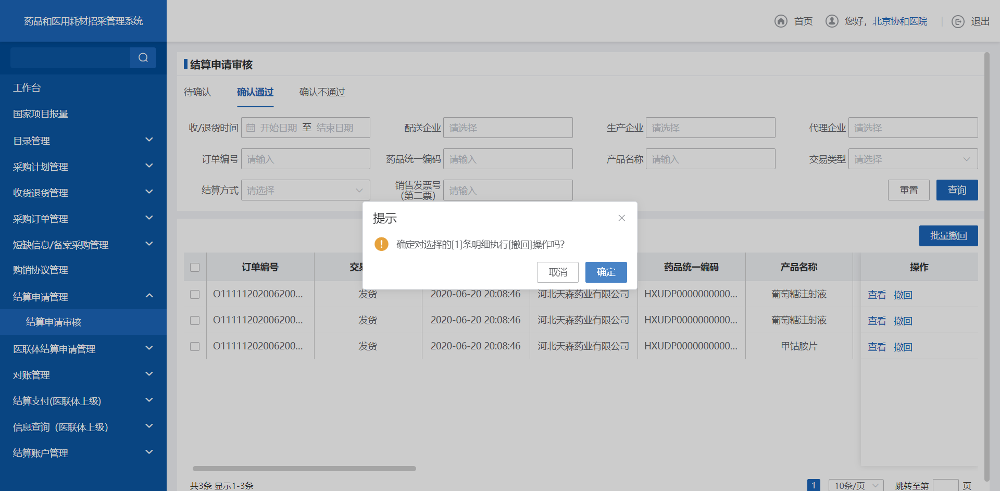 药品和医用耗材招采管理系统
首页
您好，北京协和医院
退出
工作台
国家项目报量
目录管理
采购计划管理
收货退货管理
采购订单管理
短缺信息/备案采购管理
购销协议管理
结算申请管理
结算申请审核
医联体结算申请管理
对账管理
结算支付(医联体上级)
信息查询（医联体上级）
结算账户管理
结算申请审核
待确认 确认通过 确认不通过
收/退货时间 开始日期 至 结束日期 配送企业 请选择 生产企业 请选择 代理企业 请选择
订单编号 请输入 药品统一编码 请输入 产品名称 请输入 交易类型 请选择
结算方式 请选择 销售发票号
（第二票） 请输入 重置 查询
提示
确定对选择的[1]条明细执行[撤回]操作吗?
取消 确定
批量撤回
订单编号 交易 药品统一编码 产品名称 操作
O11111202006200... 发货 2020-06-20 20:08:46 河北天森药业有限公司 HXUDP0000000000... 葡萄糖注射液 查看 撤回
O11111202006200... 发货 2020-06-20 20:08:46 河北天森药业有限公司 HXUDP0000000000... 葡萄糖注射液 查看 撤回
O11111202006200... 发货 2020-06-20 20:08:46 河北天森药业有限公司 HXUDP0000000000... 甲钴胺片 查看 撤回
共3条 显示1-3条 1 10条/页 跳转至第 页